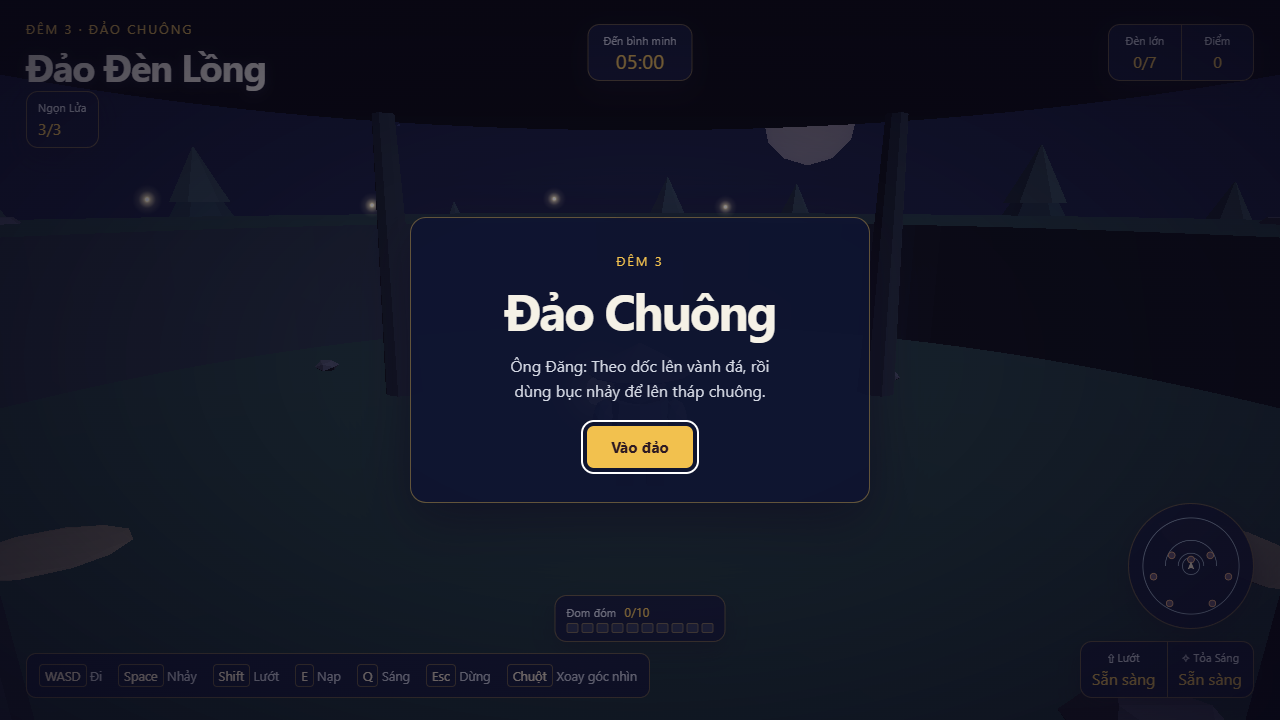 ĐÊM 3 · ĐẢO CHUÔNG
Đảo Đèn Lồng
Ngọn Lửa
3/3
Đến bình minh
05:00
Đèn lớn
0/7
Điểm
0
ĐÊM 3
Đảo Chuông
Ông Đăng: Theo dốc lên vành đá, rồi
dùng bục nhảy để lên tháp chuông.
Vào đảo
Đom đóm 0/10
WASD Đi Space Nhảy Shift Lướt E Nạp Q Sáng Esc Dừng Chuột Xoay góc nhìn
⇧ Lướt
Sẵn sàng
✧ Tỏa Sáng
Sẵn sàng